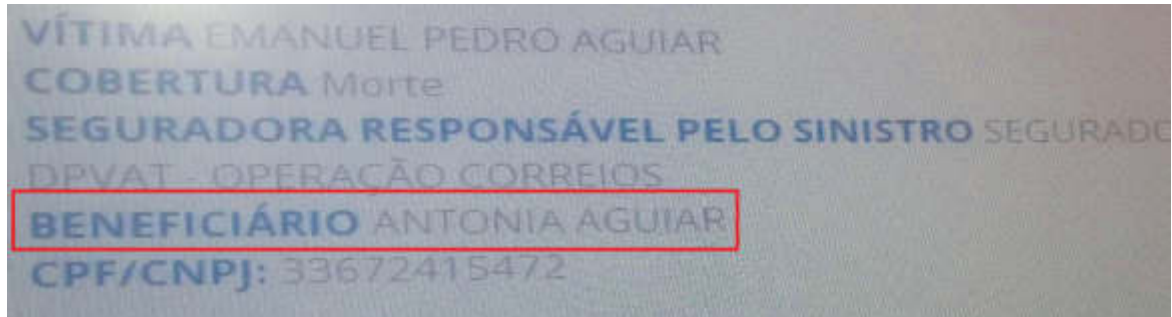 VÍTIMA EMANUEL PEDRO AGUIAR
COBERTURA Morte
SEGURADORA RESPONSÁVEL PELO SINISTRO SEGURADO
DPVAT - OPERAÇÃO CORREIOS
BENEFICIÁRIO ANTONIA AGUIAR
CPF/CNPJ: 33672415472